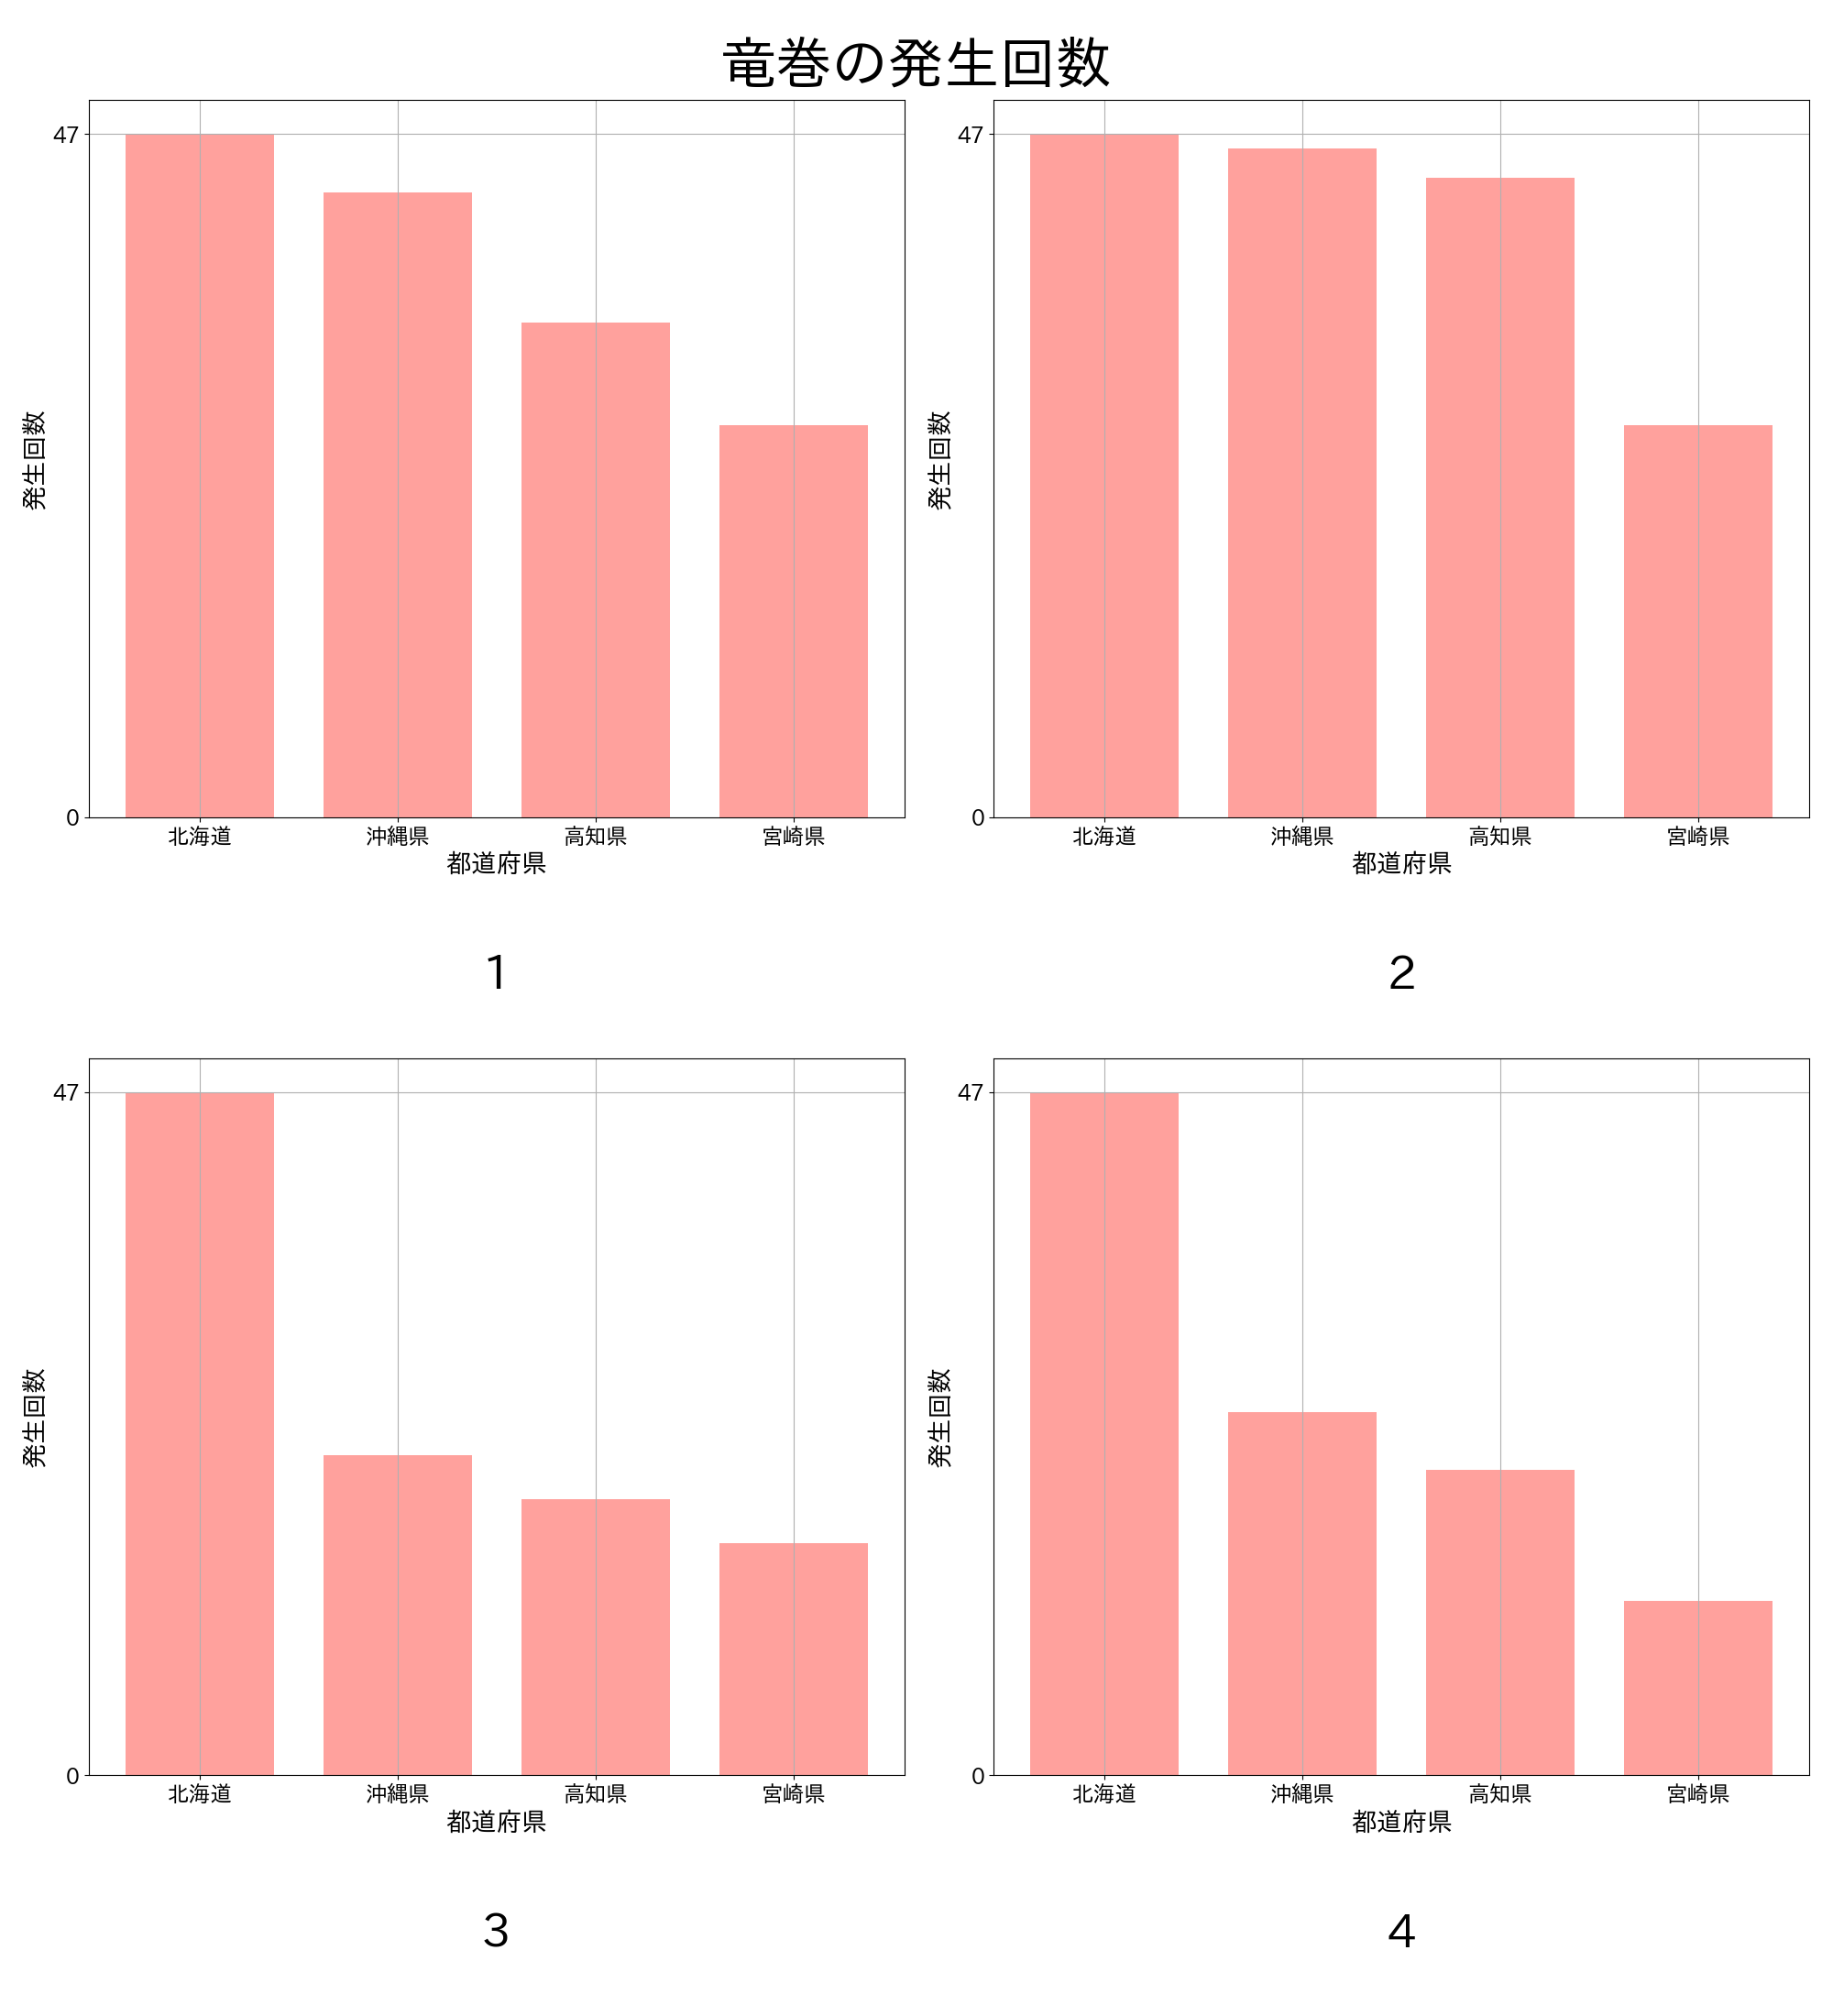 竜巻の発生回数
47
0
発生回数
北海道 沖縄県 高知県 宮崎県
都道府県
1
47
0
発生回数
北海道 沖縄県 高知県 宮崎県
都道府県
2
47
0
発生回数
北海道 沖縄県 高知県 宮崎県
都道府県
3
47
0
発生回数
北海道 沖縄県 高知県 宮崎県
都道府県
4